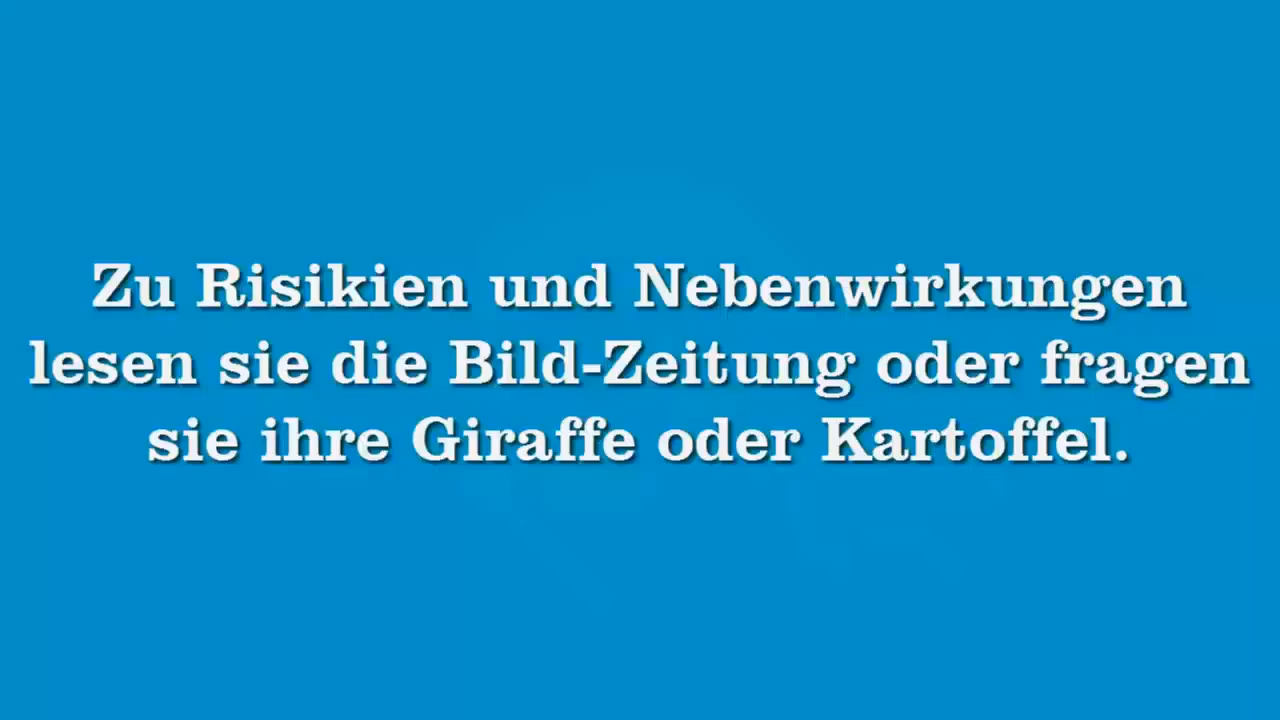 Zu Risikien und Nebenwirkungen
lesen sie die Bild-Zeitung oder fragen
sie ihre Giraffe oder Kartoffel.